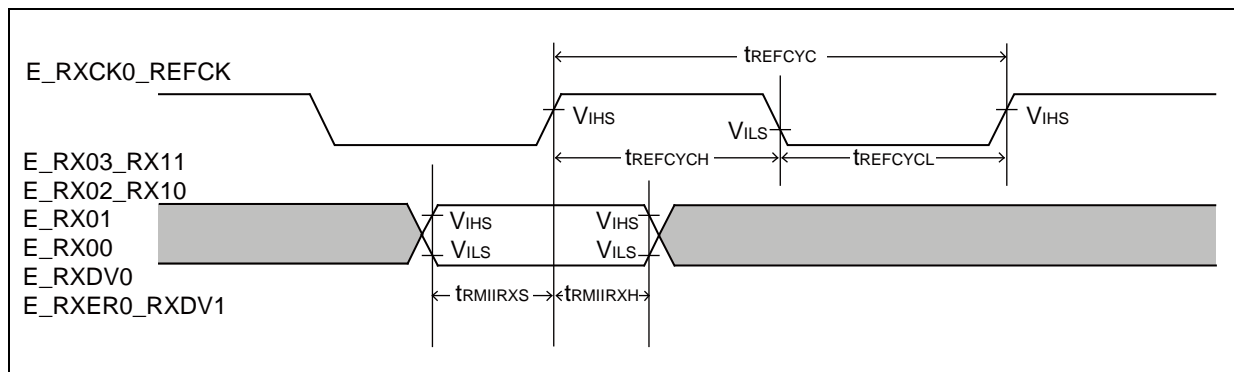 tREFCYC
E_RXCK0_REFCK
VIHS
VILS
VIHS
tREFCYCH
tREFCYCL
E_RX03_RX11
E_RX02_RX10
E_RX01
E_RX00
E_RXDV0
E_RXER0_RXDV1
VIHS
VIHS
VILS
VILS
tRMIIRXS
tRMIIRXH